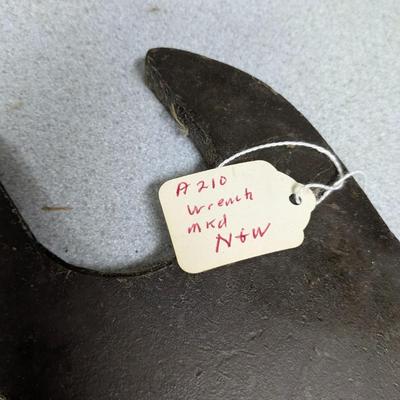 A 210
wrench
mkd
N+W